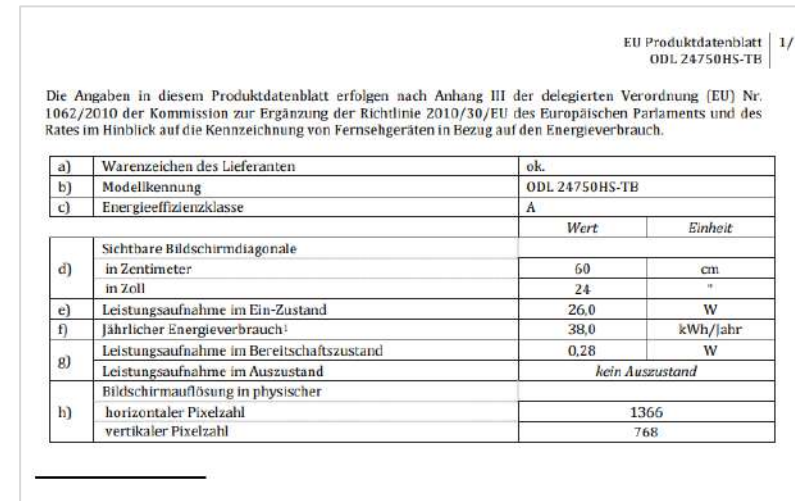 EU Produktdatenblatt 1/
ODL 24750HS-TB
Die Angaben in diesem Produktdatenblatt erfolgen nach Anhang III der delegierten Verordnung (EU) Nr.
1062/2010 der Kommission zur Ergänzung der Richtlinie 2010/30/EU des Europäischen Parlaments und des
Rates im Hinblick auf die Kennzeichnung von Fernsehgeräten in Bezug auf den Energieverbrauch.
a) Warenzeichen des Lieferanten ok.
b) Modellkennung ODL 24750HS-TB
c) Energieeffizienzklasse A
Wert Einheit
Sichtbare Bildschirmdiagonale
d) in Zentimeter 60 cm
in Zoll 24 "
e) Leistungsaufnahme im Ein-Zustand 26,0 W
f) Jährlicher Energieverbrauch¹ 38,0 kWh/Jahr
g) Leistungsaufnahme im Bereitschaftszustand 0,28 W
Leistungsaufnahme im Auszustand kein Auszustand
Bildschirmauflösung in physischer
h) horizontaler Pixelzahl 1366
vertikaler Pixelzahl 768